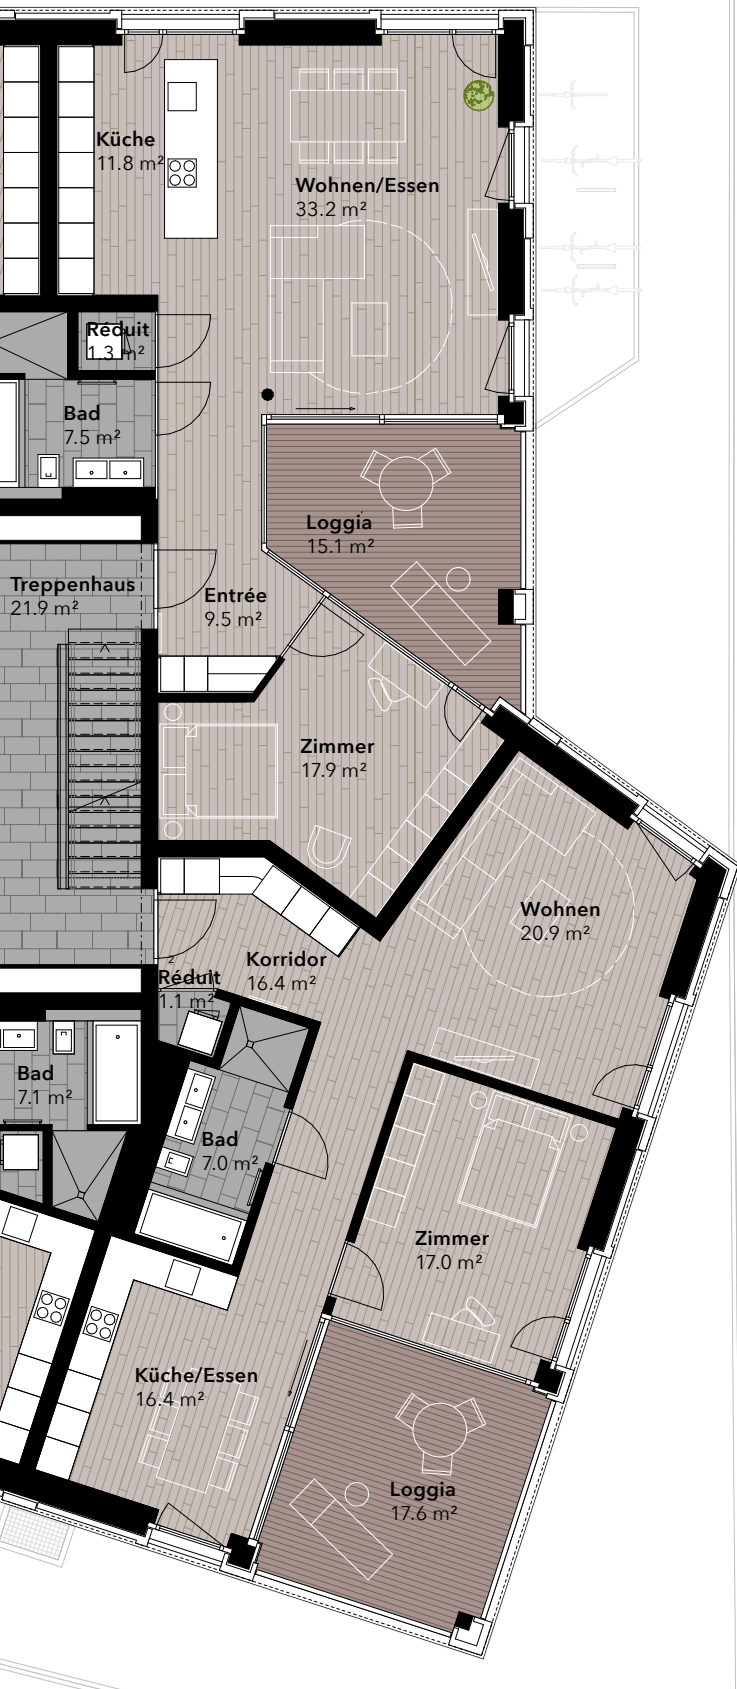 Küche
11.8 m²
Wohnen/Essen
33.2 m²
Réduit
1.3 m²
Bad
7.5 m²
Loggia
15.1 m²
Treppenhaus
21.9 m²
Entrée
9.5 m²
Zimmer
17.9 m²
Wohnen
20.9 m²
Korridor
16.4 m²
2
Réduit
1.1 m²
Bad
7.1 m²
Bad
7.0 m²
Zimmer
17.0 m²
Küche/Essen
16.4 m²
Loggia
17.6 m²